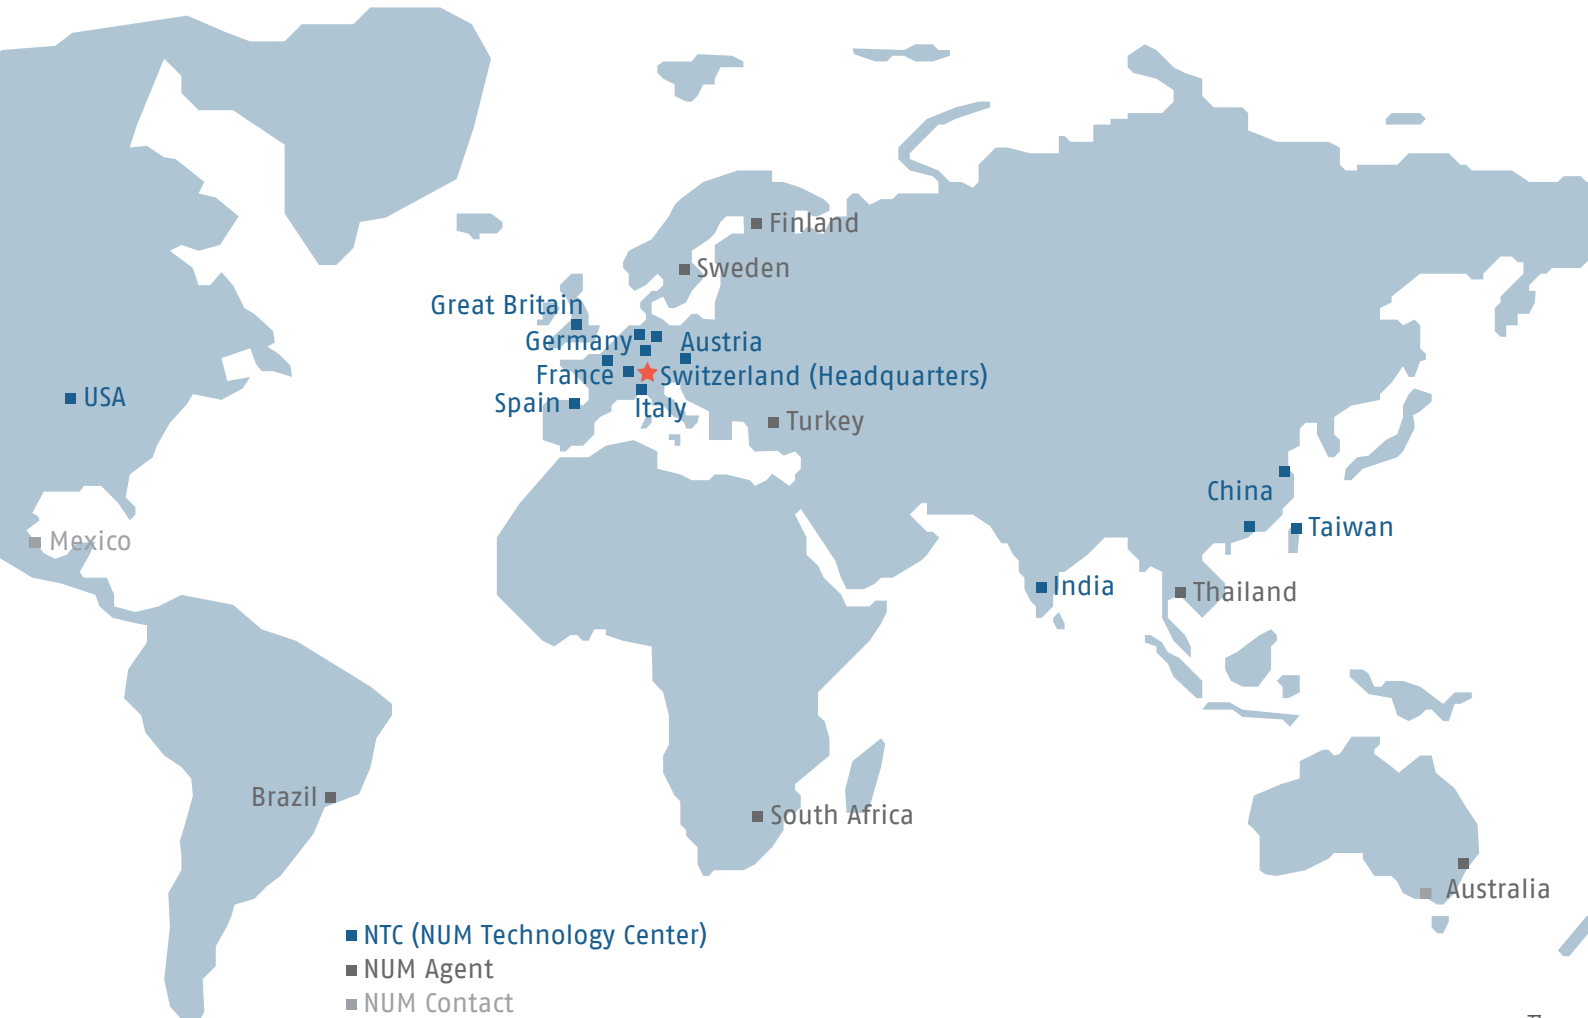 Finland
Sweden
Great Britain
Germany
Austria
France
Switzerland (Headquarters)
USA
Spain
Italy
Turkey
China
Taiwan
Mexico
India
Thailand
Brazil
South Africa
Australia
NTC (NUM Technology Center)
NUM Agent
NUM Contact